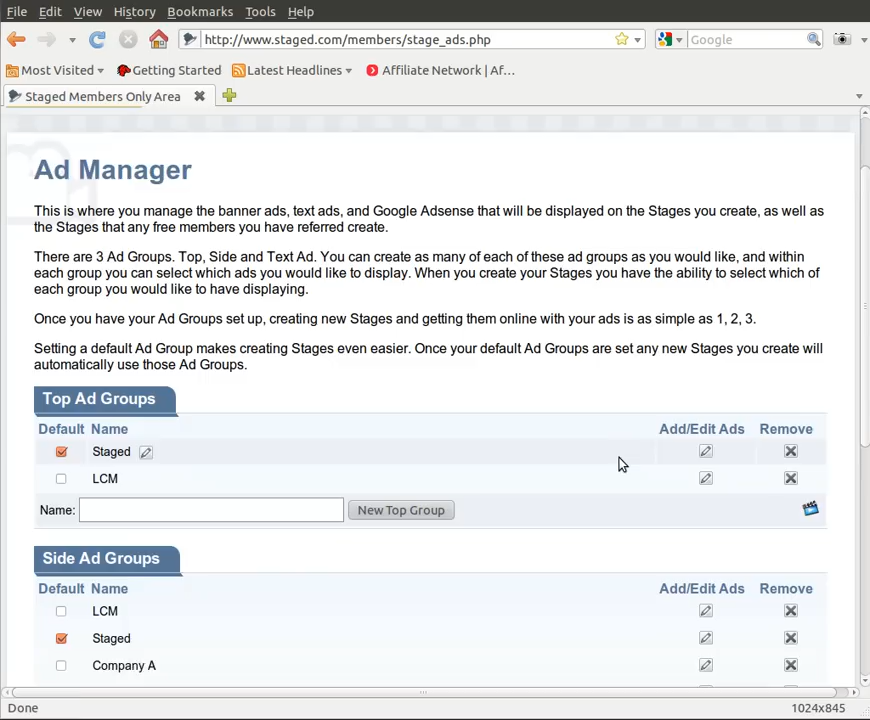 File Edit View History Bookmarks Tools Help
http://www.staged.com/members/stage_ads.php
Google
Most Visited Getting Started Latest Headlines Affiliate Network | Af...
Staged Members Only Area
Ad Manager
This is where you manage the banner ads, text ads, and Google Adsense that will be displayed on the Stages you create, as well as
the Stages that any free members you have referred create.
There are 3 Ad Groups. Top, Side and Text Ad. You can create as many of each of these ad groups as you would like, and within
each group you can select which ads you would like to display. When you create your Stages you have the ability to select which of
each group you would like to have displaying.
Once you have your Ad Groups set up, creating new Stages and getting them online with your ads is as simple as 1, 2, 3.
Setting a default Ad Group makes creating Stages even easier. Once your default Ad Groups are set any new Stages you create will
automatically use those Ad Groups.
Top Ad Groups
Default Name Add/Edit Ads Remove
Staged
LCM
Name: New Top Group
Side Ad Groups
Default Name Add/Edit Ads Remove
LCM
Staged
Company A
Done 1024x845